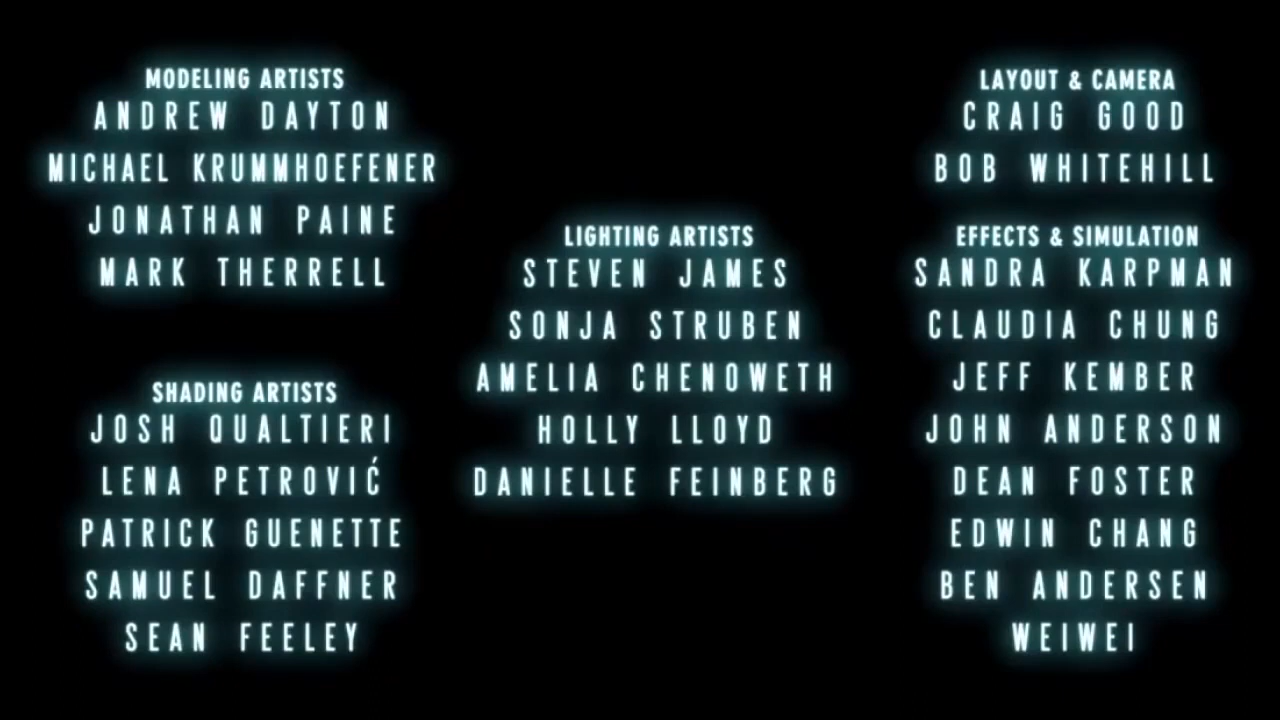 MODELING ARTISTS
ANDREW DAYTON
MICHAEL KRUMMHOEFENER
JONATHAN PAINE
MARK THERRELL
SHADING ARTISTS
JOSH QUALTIERI
LENA PETROVIĆ
PATRICK GUENETTE
SAMUEL DAFFNER
SEAN FEELEY
LIGHTING ARTISTS
STEVEN JAMES
SONJA STRUBEN
AMELIA CHENOWETH
HOLLY LLOYD
DANIELLE FEINBERG
LAYOUT & CAMERA
CRAIG GOOD
BOB WHITEHILL
EFFECTS & SIMULATION
SANDRA KARPMAN
CLAUDIA CHUNG
JEFF KEMBER
JOHN ANDERSON
DEAN FOSTER
EDWIN CHANG
BEN ANDERSEN
WEIWEI